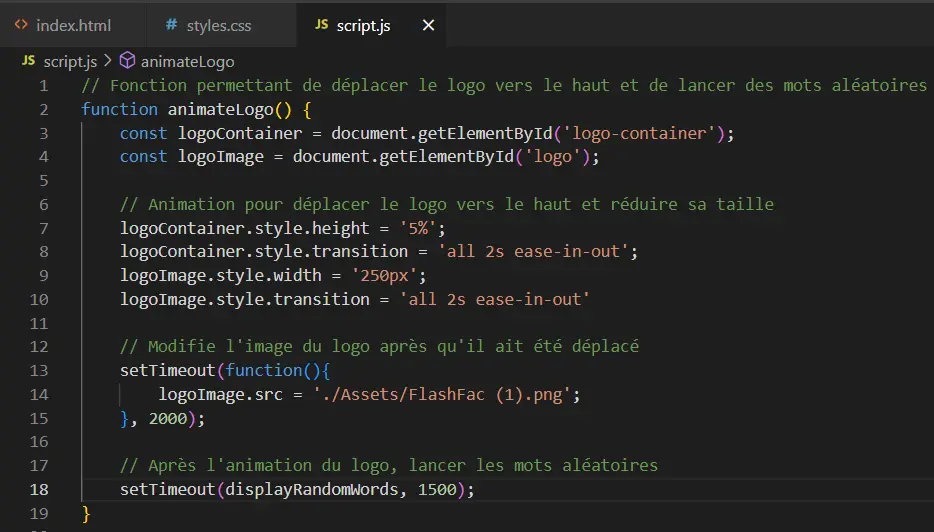 index.html styles.css JS script.js
JS script.js animateLogo
1 // Fonction permettant de déplacer le logo vers le haut et de lancer des mots aléatoires
2 function animateLogo() {
3 const logoContainer = document.getElementById('logo-container');
4 const logoImage = document.getElementById('logo');
5
6 // Animation pour déplacer le logo vers le haut et réduire sa taille
7 logoContainer.style.height = '5%';
8 logoContainer.style.transition = 'all 2s ease-in-out';
9 logoImage.style.width = '250px';
10 logoImage.style.transition = 'all 2s ease-in-out'
11
12 // Modifie l'image du logo après qu'il ait été déplacé
13 setTimeout(function(){
14 logoImage.src = './Assets/FlashFac (1).png';
15 }, 2000);
16
17 // Après l'animation du logo, lancer les mots aléatoires
18 setTimeout(displayRandomWords, 1500);
19 }